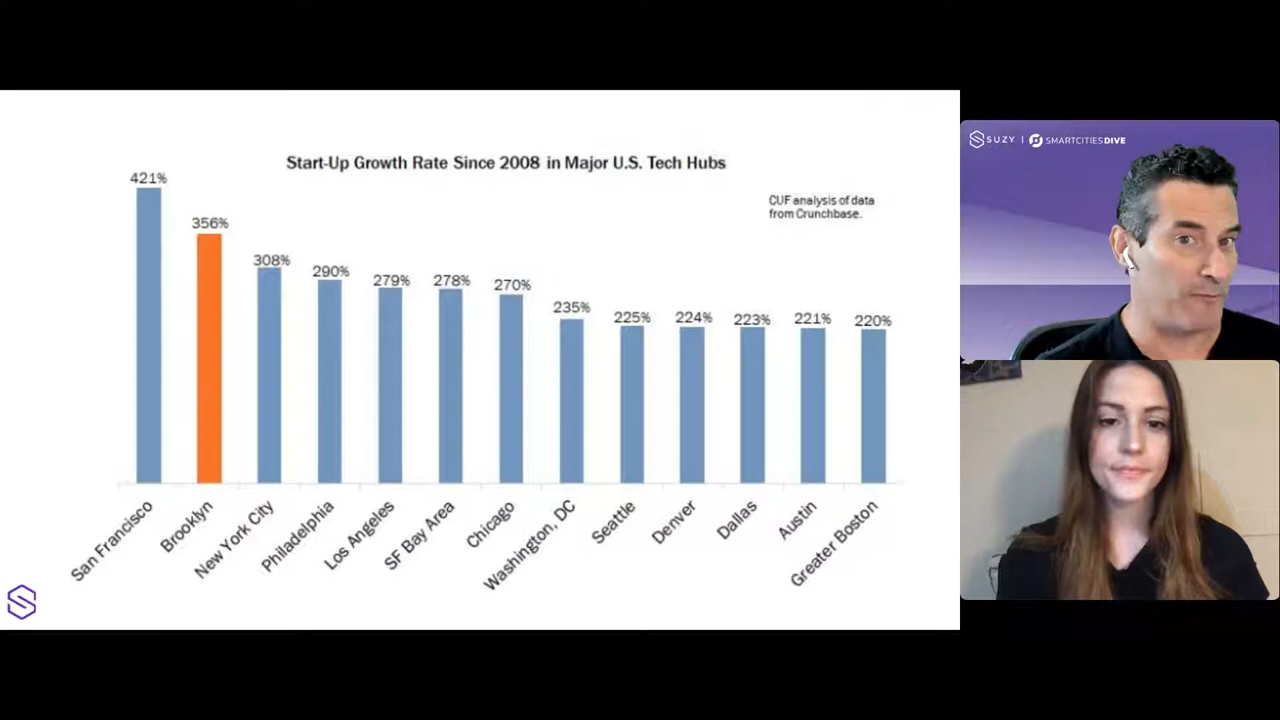 Start-Up Growth Rate Since 2008 in Major U.S. Tech Hubs
CUF analysis of data
from Crunchbase.
421%
356%
308%
290%
279%
278%
270%
235%
225%
224%
223%
221%
220%
San Francisco
Brooklyn
New York City
Philadelphia
Los Angeles
SF Bay Area
Chicago
Washington, DC
Seattle
Denver
Dallas
Austin
Greater Boston
SUZY | SMARTCITIESDIVE